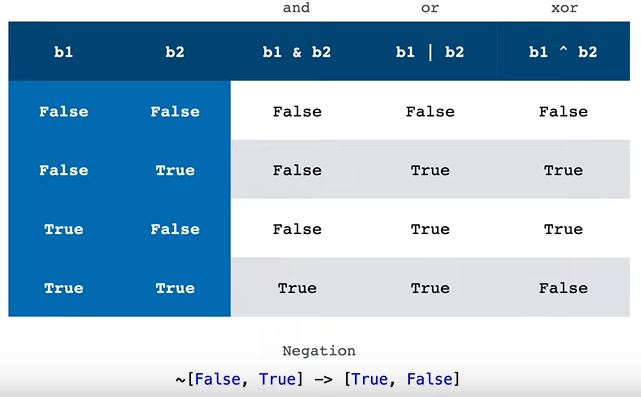 and or xor
b1 b2 b1 & b2 b1 | b2 b1 ^ b2
False False False False False
False True False True True
True False False True True
True True True True False
Negation
~[False, True] -> [True, False]